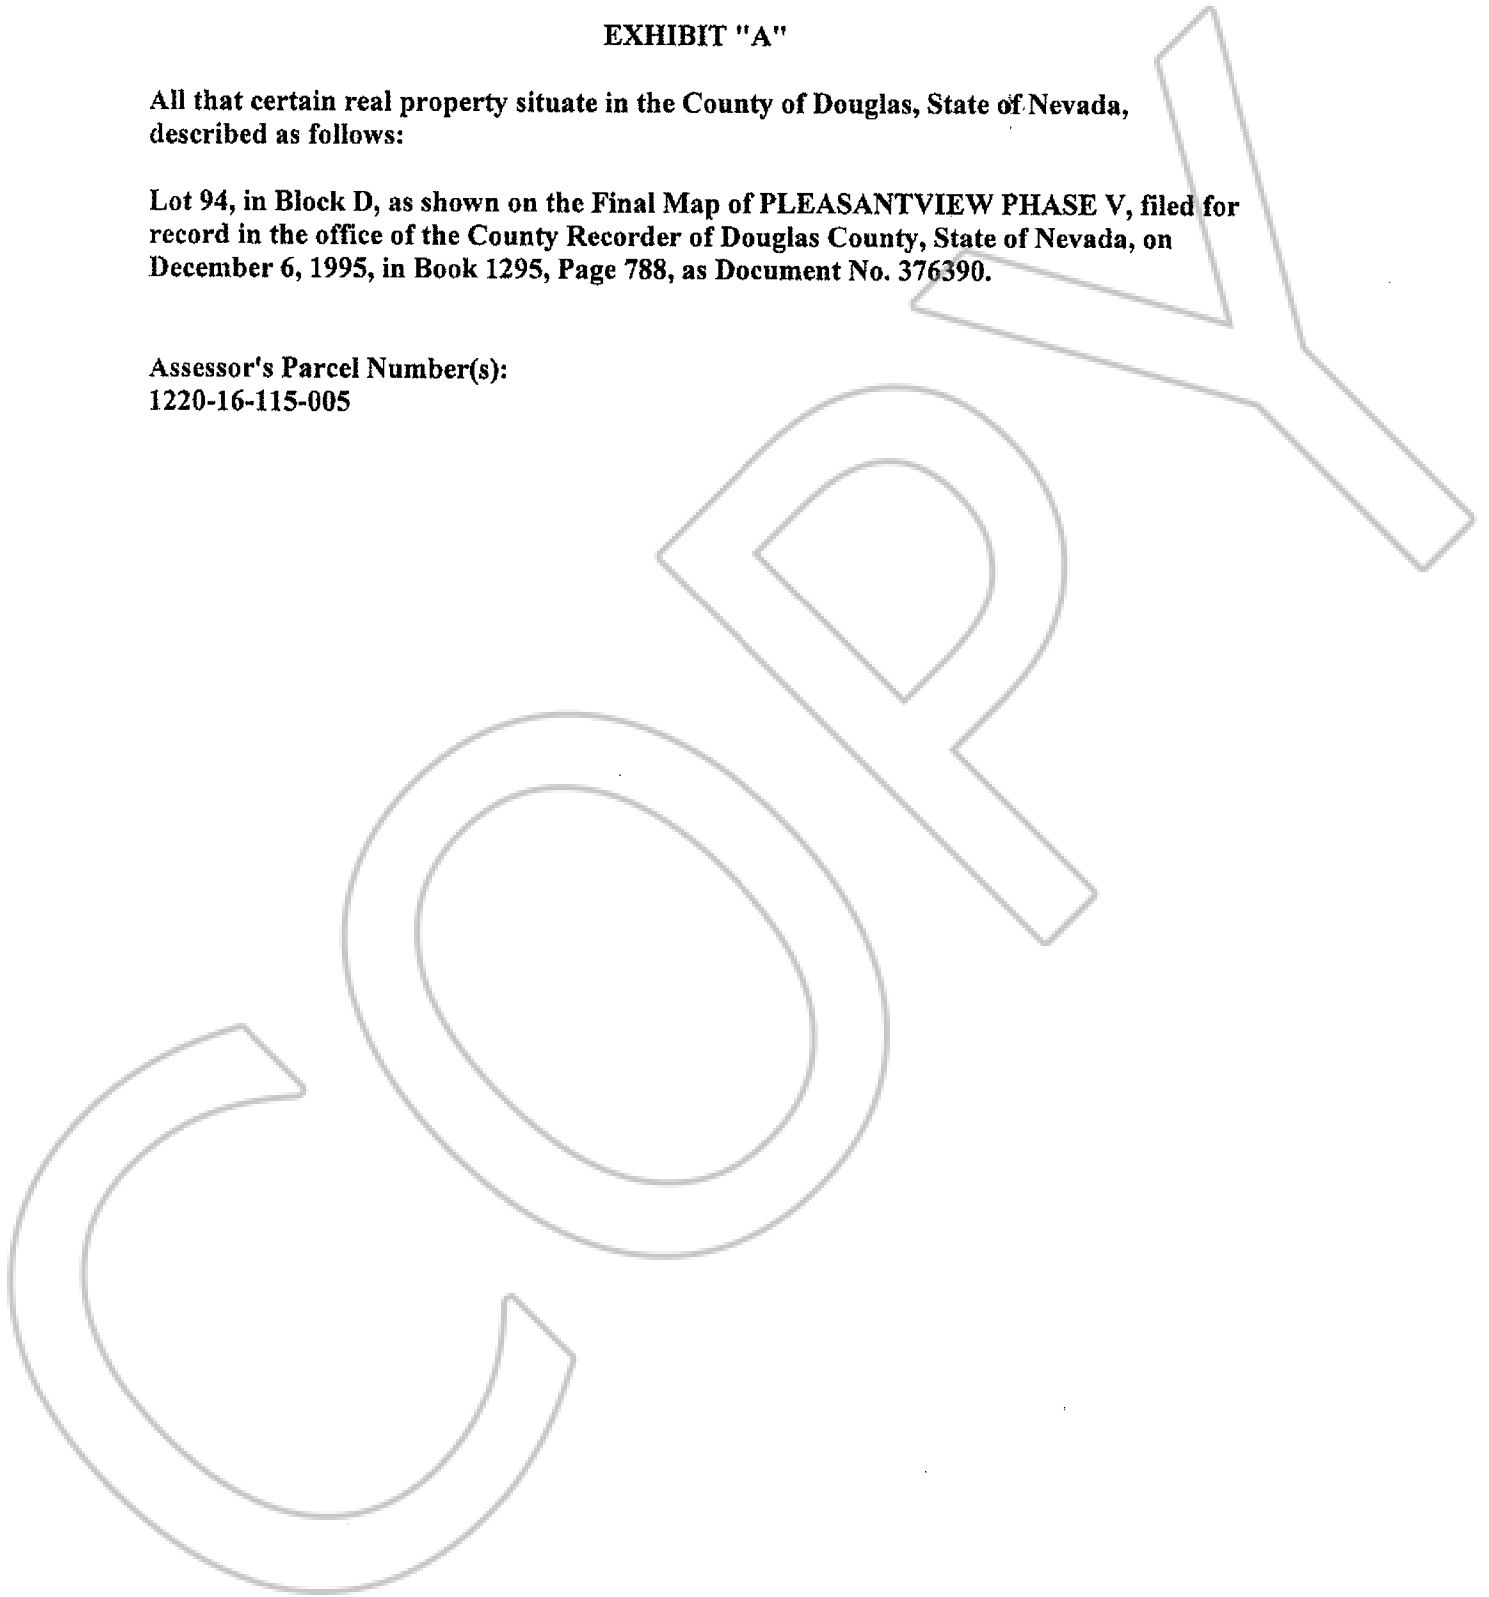 EXHIBIT "A"
All that certain real property situate in the County of Douglas, State of Nevada,
described as follows:
Lot 94, in Block D, as shown on the Final Map of PLEASANTVIEW PHASE V, filed for
record in the office of the County Recorder of Douglas County, State of Nevada, on
December 6, 1995, in Book 1295, Page 788, as Document No. 376390.
Assessor's Parcel Number(s):
1220-16-115-005
COPY